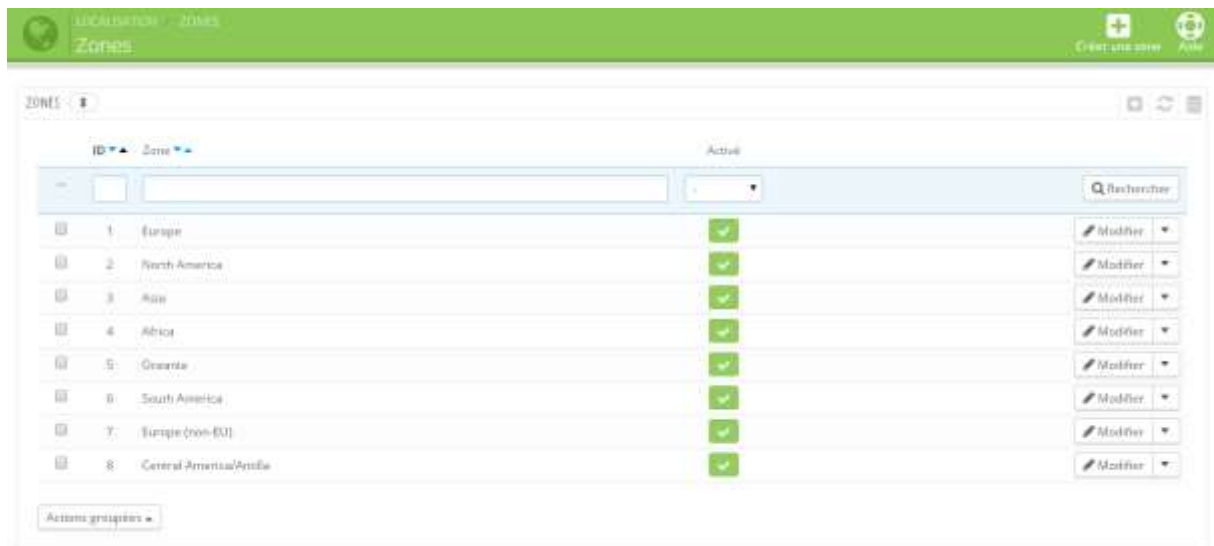 LOCALISATION / ZONES
Zones
Créer une zone
Aide
ZONES 8
ID Zone Activé
-- - Rechercher
1 Europe Modifier
2 North America Modifier
3 Asia Modifier
4 Africa Modifier
5 Oceania Modifier
6 South America Modifier
7 Europe (non-EU) Modifier
8 Central America/Antilla Modifier
Actions groupées